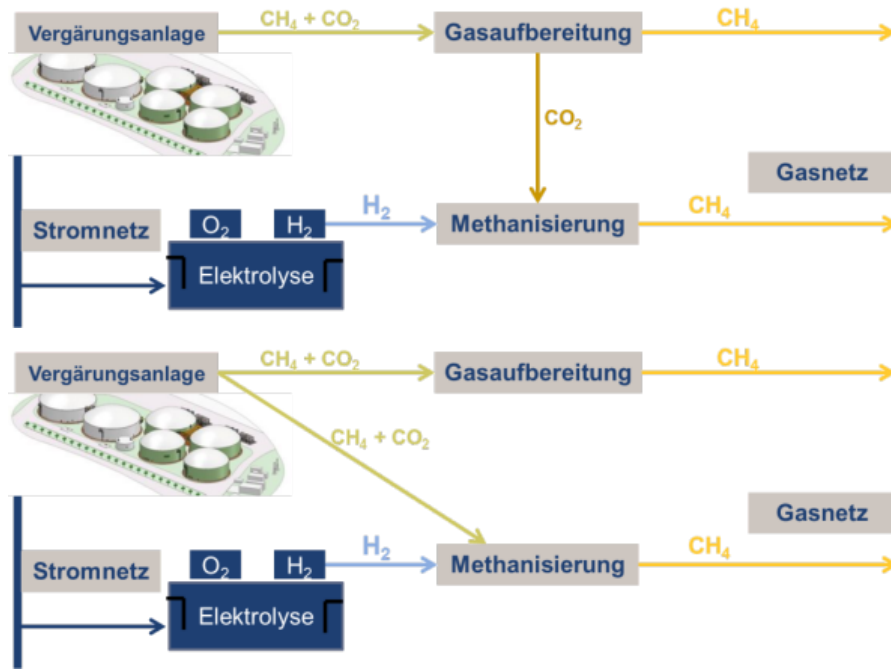 Vergärungsanlage
CH₄ + CO₂
Gasaufbereitung
CH₄
CO₂
Gasnetz
Stromnetz
O₂
H₂
H₂
Methanisierung
CH₄
Elektrolyse
Vergärungsanlage
CH₄ + CO₂
Gasaufbereitung
CH₄
CH₄ + CO₂
Gasnetz
Stromnetz
O₂
H₂
H₂
Methanisierung
CH₄
Elektrolyse